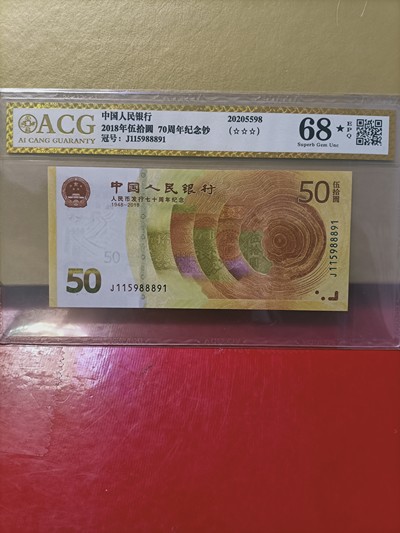 ACG
AI CANG GUARANTY
中国人民银行
2018年伍拾圆 70周年纪念钞
冠号：J115988891
20205598
(☆☆☆)
68★
EPQ
Superb Gem Unc
中国人民银行
人民币发行七十周年纪念
1948-2018
50
伍拾圆
J115988891
50
50
J115988891